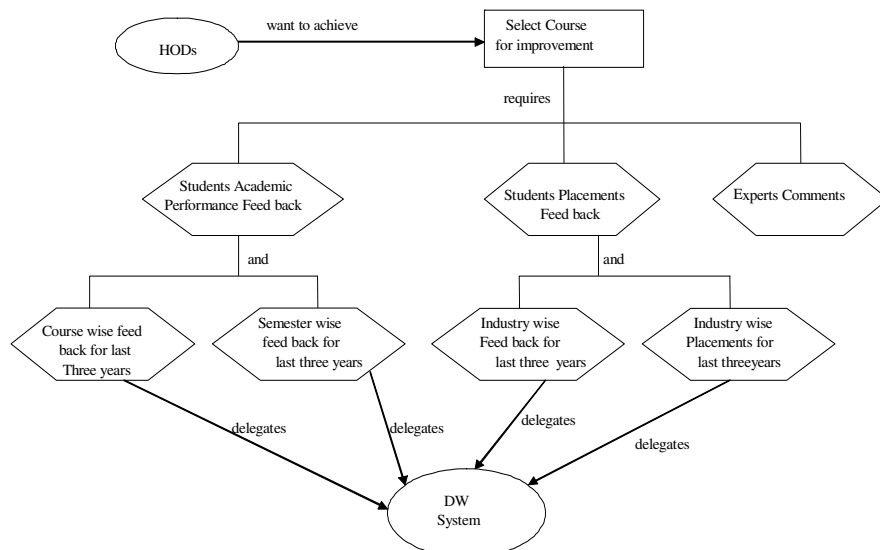 want to achieve
HODs
Select Course
for improvement
requires
Students Academic
Performance Feed back
Students Placements
Feed back
Experts Comments
and
and
Course wise feed
back for last
Three years
Semester wise
feed back for
last three years
Industry wise
Feed back for
last three years
Industry wise
Placements for
last threeyears
delegates
delegates
delegates
delegates
DW
System